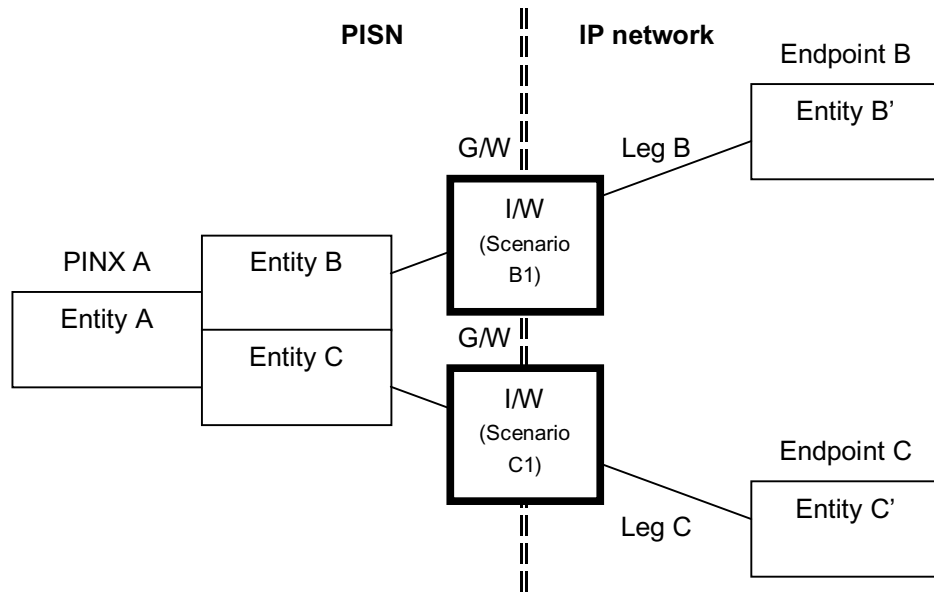 PISN
IP network
Endpoint B
Entity B’
G/W
Leg B
I/W
(Scenario
B1)
PINX A
Entity B
Entity A
G/W
Entity C
I/W
(Scenario
C1)
Endpoint C
Entity C’
Leg C